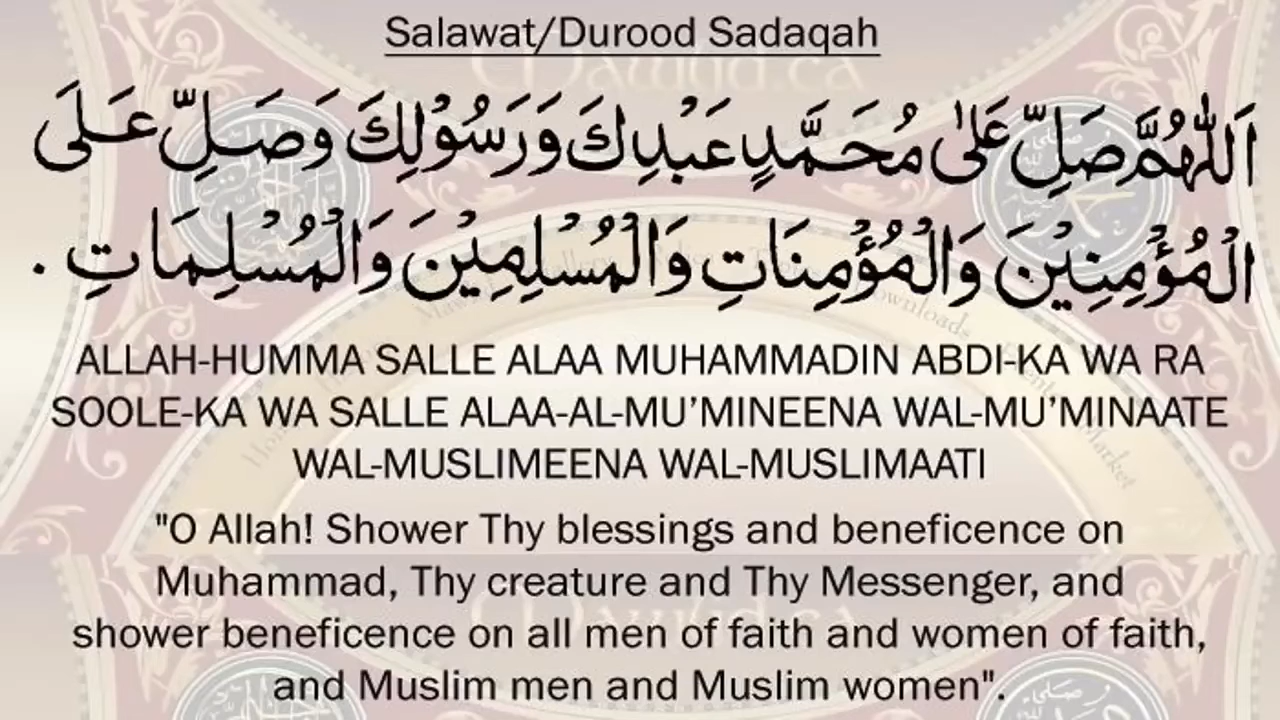 Salawat/Durood Sadaqah
اَللّٰهُمَّ صَلِّ عَلٰى مُحَمَّدٍ عَبْدِكَ وَرَسُوْلِكَ وَصَلِّ عَلَى
الْمُؤْمِنِيْنَ وَالْمُؤْمِنَاتِ وَالْمُسْلِمِيْنَ وَالْمُسْلِمَاتِ .
ALLAH-HUMMA SALLE ALAA MUHAMMADIN ABDI-KA WA RA
SOOLE-KA WA SALLE ALAA-AL-MU’MINEENA WAL-MU’MINAATE
WAL-MUSLIMEENA WAL-MUSLIMAATI
"O Allah! Shower Thy blessings and beneficence on
Muhammad, Thy creature and Thy Messenger, and
shower beneficence on all men of faith and women of faith,
and Muslim men and Muslim women".